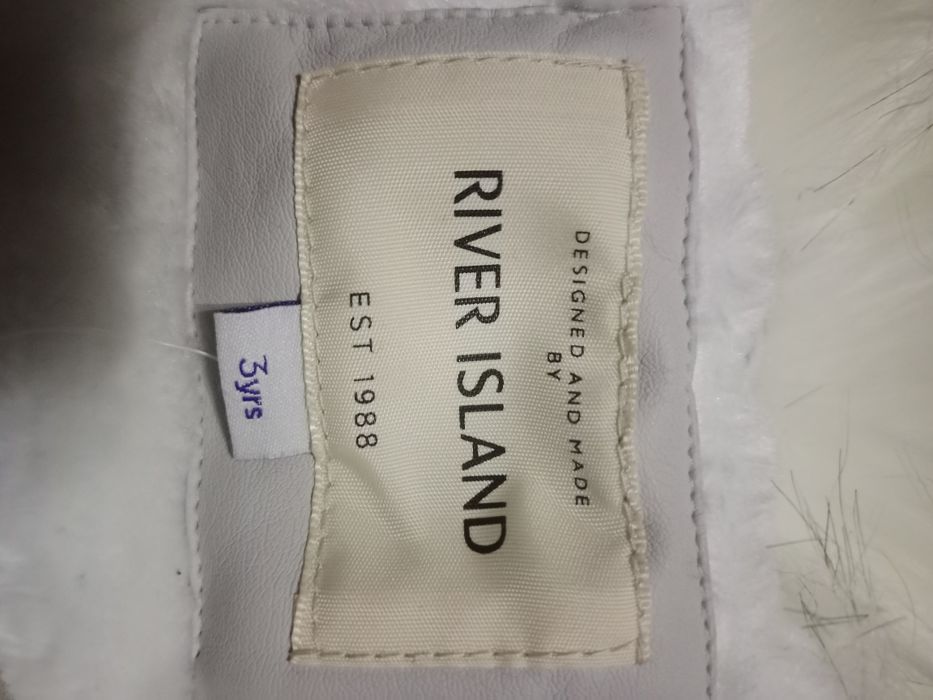 DESIGNED AND MADE
BY
RIVER ISLAND
EST 1988
3yrs